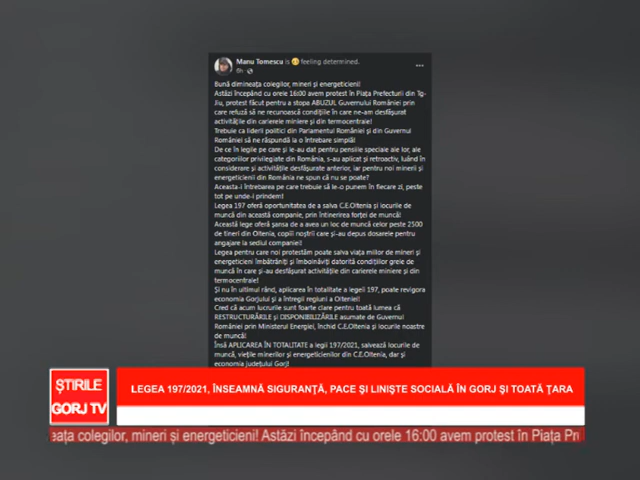 Manu Tomescu is feeling determined.
6h
Bună dimineața colegilor, mineri și energeticieni!
Astăzi începând cu orele 16:00 avem protest în Piața Prefecturii din Tg-
Jiu, protest făcut pentru a stopa ABUZUL Guvernului României prin
care refuză să ne recunoască condițiile în care ne-am desfășurat
activitățile din carierele miniere și din termocentrale!
Trebuie ca liderii politici din Parlamentul României și din Guvernul
României să ne răspundă la o întrebare simplă!
De ce în legile pe care și le-au dat pentru pensiile speciale ale lor, ale
categoriilor privilegiate din România, s-au aplicat și retroactiv, luând în
considerare și activitățile desfășurate anterior, iar pentru noi minerii și
energeticienii din România ne spun că nu se poate?
Aceasta-i întrebarea pe care trebuie să le-o punem în fiecare zi, peste
tot pe unde-i prindem!
Legea 197 oferă oportunitatea de a salva C.E.Oltenia și locurile de
muncă din această companie, prin întinerirea forței de muncă!
Această lege oferă șansa de a avea un loc de muncă celor peste 2500
de tineri din Oltenia, copiii noștri care și-au depus dosarele pentru
angajare la sediul companiei!
Legea pentru care noi protestăm poate salva viața miilor de mineri și
energeticieni îmbătrâniți și îmbolnăviți datorită condițiilor grele de
muncă în care și-au desfășurat activitățile din carierele miniere și din
termocentrale!
Și nu în ultimul rând, aplicarea în totalitate a legii 197, poate revigora
economia Gorjului și a întregii regiuni a Olteniei!
Cred că acum lucrurile sunt foarte clare pentru toată lumea că
RESTRUCTURĂRILE și DISPONIBILIZĂRILE asumate de Guvernul
României prin Ministerul Energiei, închid C.E.Oltenia și locurile noastre
de muncă!
Însă APLICAREA ÎN TOTALITATE a legii 197/2021, salvează locurile de
muncă, viețile minerilor și energeticienilor din C.E.Oltenia, dar și
economia județului Gorj!
ȘTIRILE
GORJ TV
LEGEA 197/2021, ÎNSEAMNĂ SIGURANȚĂ, PACE ȘI LINIȘTE SOCIALĂ ÎN GORJ ȘI TOATĂ ȚARA
eața colegilor, mineri și energeticieni! Astăzi începând cu orele 16:00 avem protest în Piața Pr